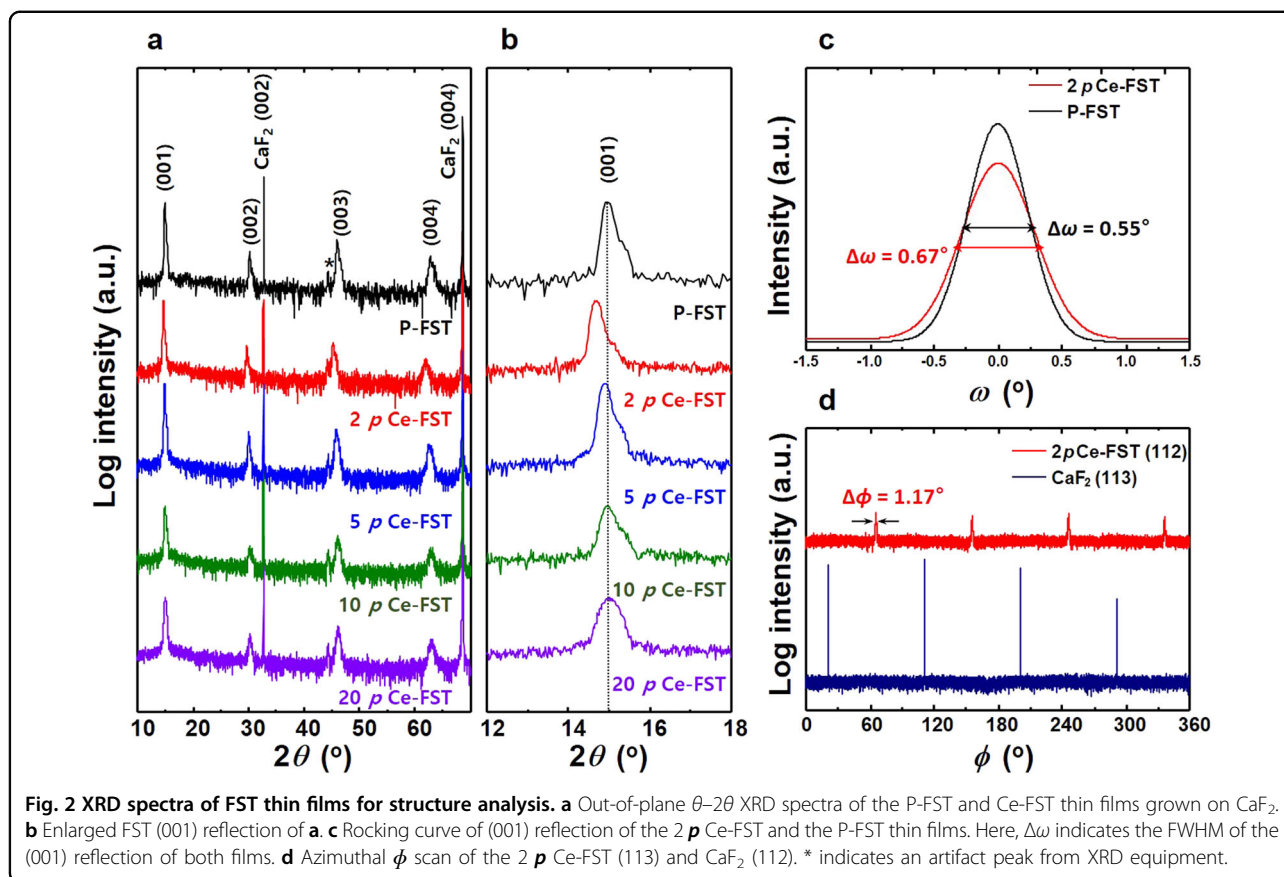 a
Log intensity (a.u.)
(001)
(002)
CaF₂ (002)
*
(003)
(004)
CaF₂ (004)
P-FST
2 p Ce-FST
5 p Ce-FST
10 p Ce-FST
20 p Ce-FST
10 20 30 40 50 60
2θ (o)
b
(001)
P-FST
2 p Ce-FST
5 p Ce-FST
10 p Ce-FST
20 p Ce-FST
12 14 16 18
2θ (o)
c
Intensity (a.u.)
2 p Ce-FST
P-FST
Δω = 0.55°
Δω = 0.67°
-1.5 -1.0 -0.5 0.0 0.5 1.0 1.5
ω (o)
d
Log intensity (a.u.)
2 p Ce-FST (112)
CaF₂ (113)
Δϕ = 1.17°
0 60 120 180 240 300 360
ϕ (o)
Fig. 2 XRD spectra of FST thin films for structure analysis. a Out-of-plane θ–2θ XRD spectra of the P-FST and Ce-FST thin films grown on CaF₂.
b Enlarged FST (001) reflection of a. c Rocking curve of (001) reflection of the 2 p Ce-FST and the P-FST thin films. Here, Δω indicates the FWHM of the
(001) reflection of both films. d Azimuthal ϕ scan of the 2 p Ce-FST (113) and CaF₂ (112). * indicates an artifact peak from XRD equipment.